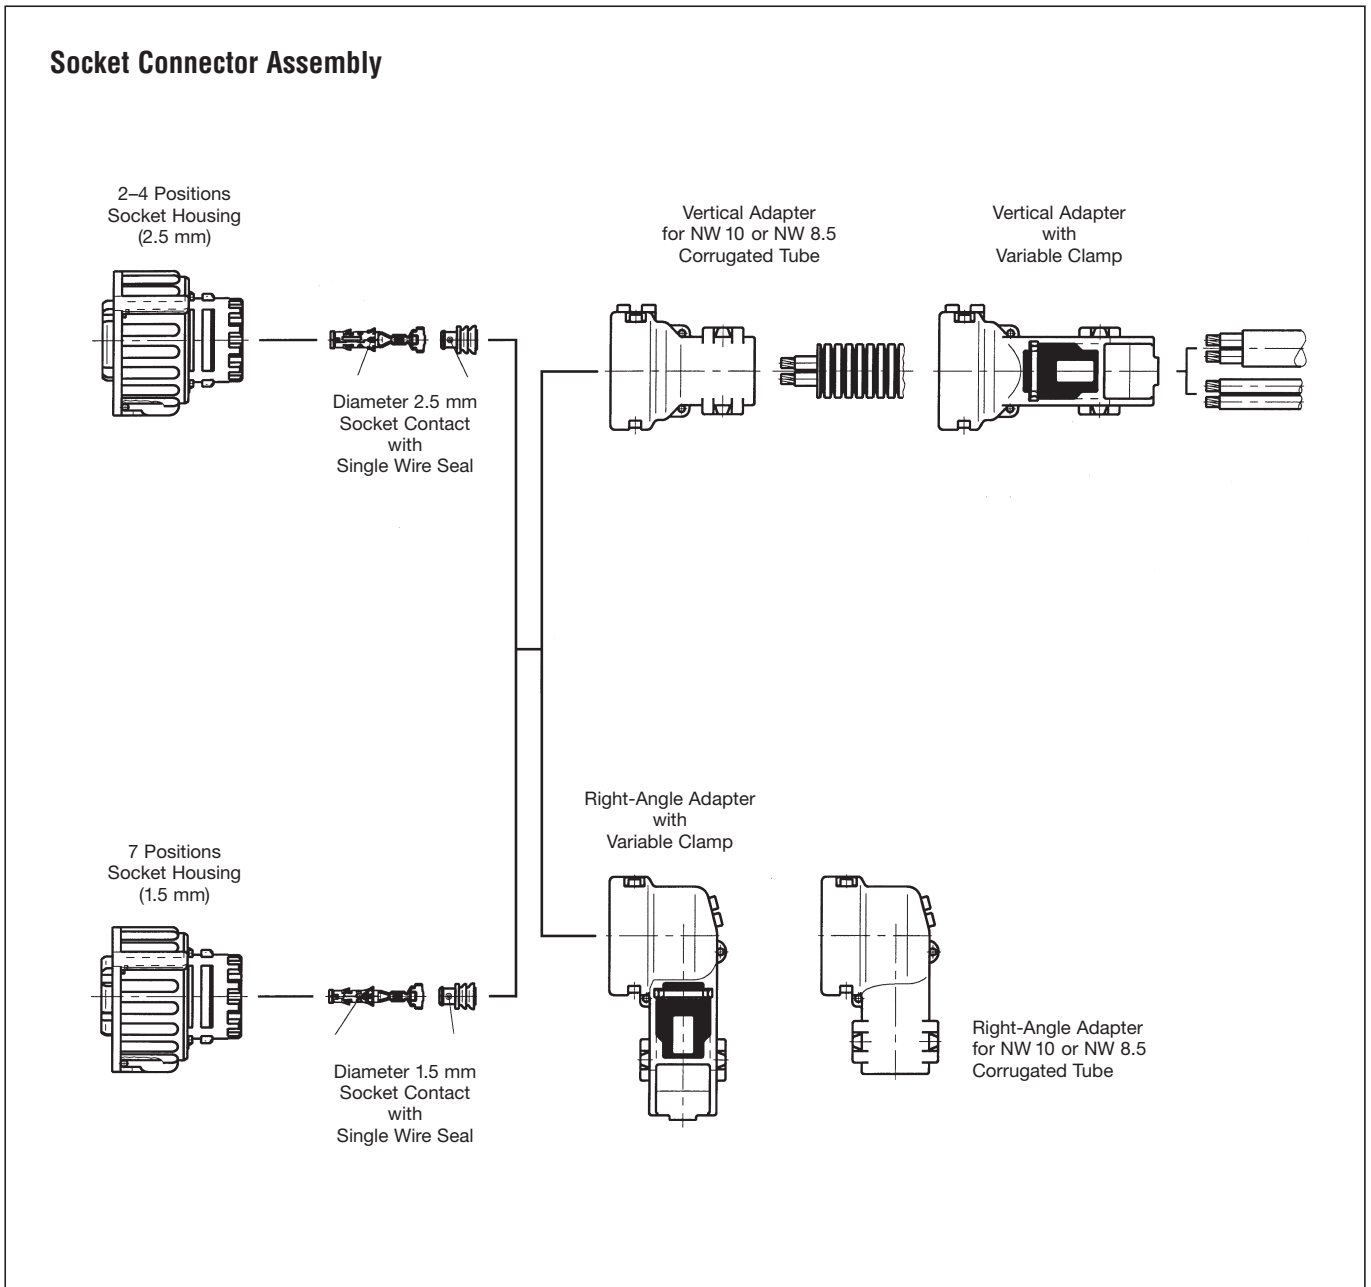 Socket Connector Assembly
2–4 Positions
Socket Housing
(2.5 mm)
Diameter 2.5 mm
Socket Contact
with
Single Wire Seal
Vertical Adapter
for NW 10 or NW 8.5
Corrugated Tube
Vertical Adapter
with
Variable Clamp
7 Positions
Socket Housing
(1.5 mm)
Diameter 1.5 mm
Socket Contact
with
Single Wire Seal
Right-Angle Adapter
with
Variable Clamp
Right-Angle Adapter
for NW 10 or NW 8.5
Corrugated Tube